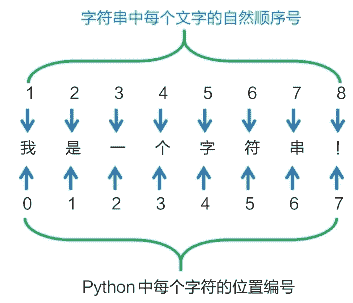 字符串中每个文字的自然顺序号
1 2 3 4 5 6 7 8
我 是 一 个 字 符 串 !
0 1 2 3 4 5 6 7
Python中每个字符的位置编号